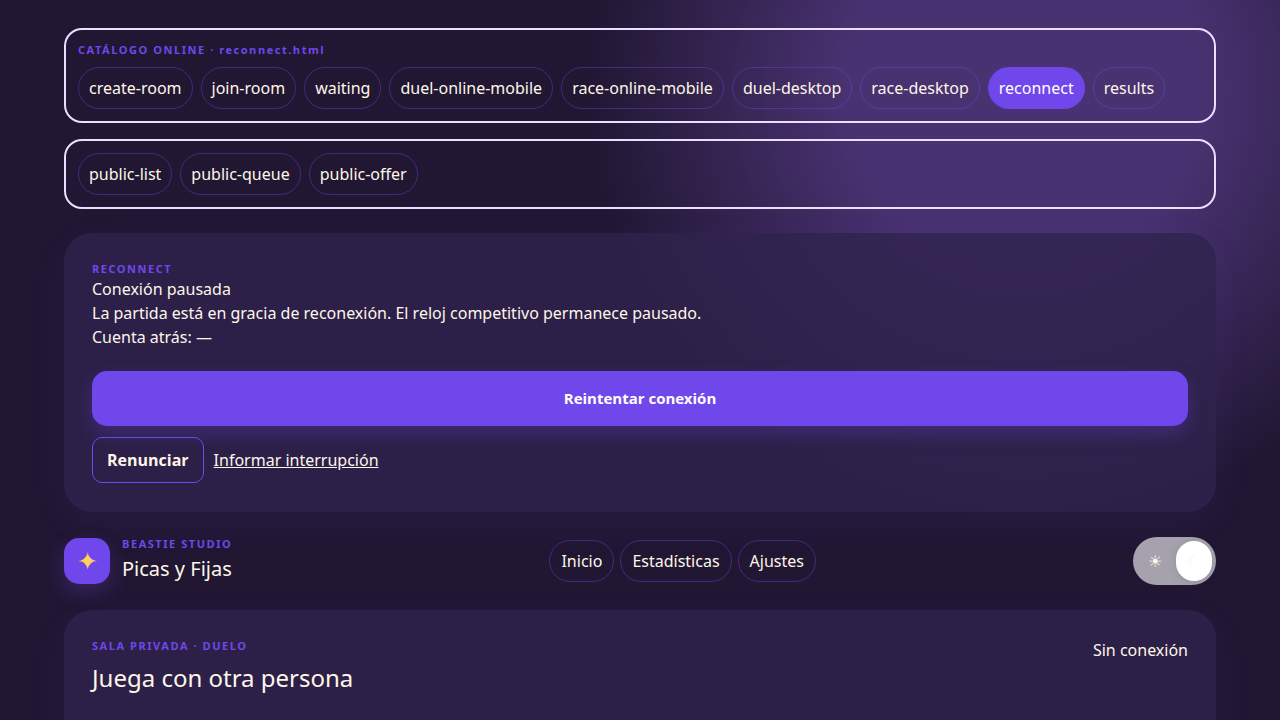 CATÁLOGO ONLINE · reconnect.html
create-room join-room waiting duel-online-mobile race-online-mobile duel-desktop race-desktop reconnect results
public-list public-queue public-offer
RECONNECT
Conexión pausada
La partida está en gracia de reconexión. El reloj competitivo permanece pausado.
Cuenta atrás: —
Reintentar conexión
Renunciar Informar interrupción
BEASTIE STUDIO
Picas y Fijas
Inicio Estadísticas Ajustes
SALA PRIVADA · DUELO
Sin conexión
Juega con otra persona